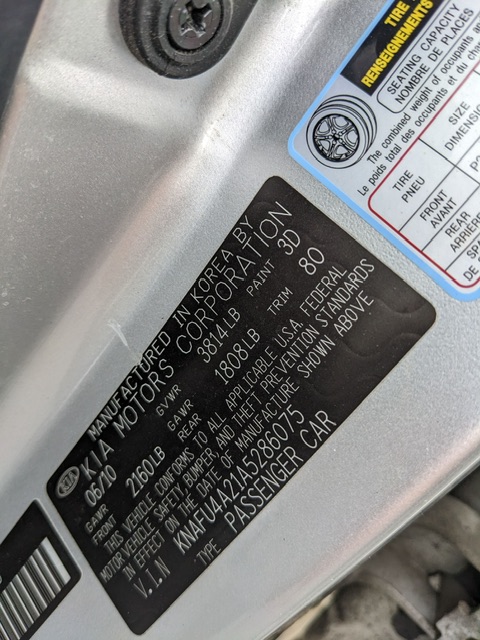 TIRE
RENSEIGNEMENTS
SEATING CAPACITY
NOMBRE DE PLACES
The combined weight of occupants
Le poids total des occupants et du
TIRE
PNEU
SIZE
FRONT
AVANT
REAR
ARRIÈRE
MANUFACTURED IN KOREA BY
KIA KIA MOTORS CORPORATION
06/10 GVWR 3814LB PAINT 3D
GAWR FRONT 2160LB GAWR REAR 1808LB TRIM 80
THIS VEHICLE CONFORMS TO ALL APPLICABLE U.S.A. FEDERAL
MOTOR VEHICLE SAFETY, BUMPER, AND THEFT PREVENTION STANDARDS
IN EFFECT ON THE DATE OF MANUFACTURE SHOWN ABOVE
V.I.N KNAFU4A21A5286075
TYPE PASSENGER CAR